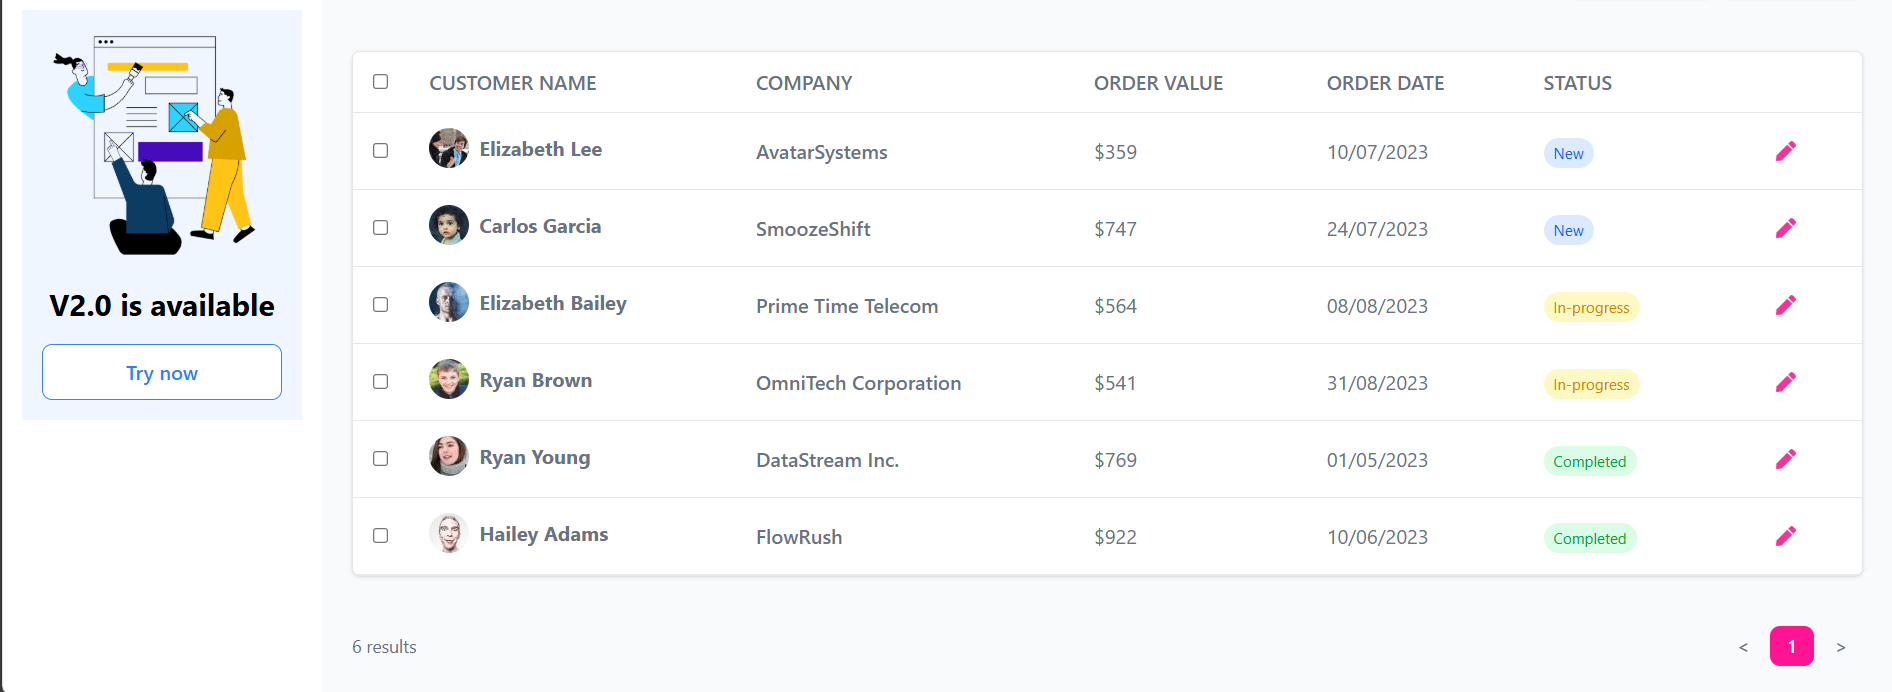 V2.0 is available
Try now
CUSTOMER NAME COMPANY ORDER VALUE ORDER DATE STATUS
Elizabeth Lee AvatarSystems $359 10/07/2023 New
Carlos Garcia SmoozeShift $747 24/07/2023 New
Elizabeth Bailey Prime Time Telecom $564 08/08/2023 In-progress
Ryan Brown OmniTech Corporation $541 31/08/2023 In-progress
Ryan Young DataStream Inc. $769 01/05/2023 Completed
Hailey Adams FlowRush $922 10/06/2023 Completed
6 results < 1 >